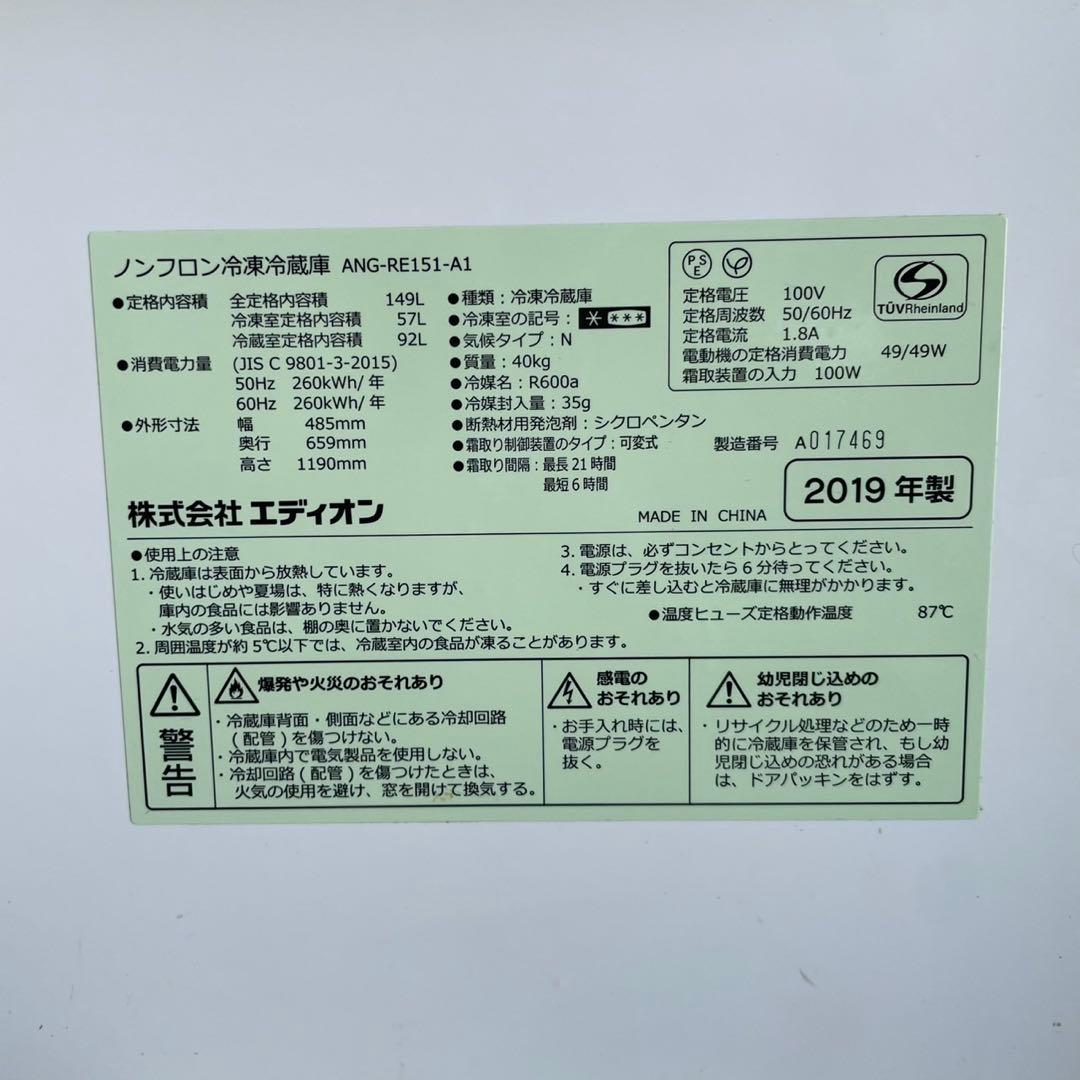 ノンフロン冷凍冷蔵庫 ANG-RE151-A1
●定格内容積 全定格内容積 149L
冷凍室定格内容積 57L
冷蔵室定格内容積 92L
●消費電力量 (JIS C 9801-3-2015)
50Hz 260kWh/年
60Hz 260kWh/年
●外形寸法 幅 485mm
奥行 659mm
高さ 1190mm
●種類：冷凍冷蔵庫
●冷凍室の記号：* ***
●気候タイプ：N
●質量：40kg
●冷媒名：R600a
●冷媒封入量：35g
●断熱材用発泡剤：シクロペンタン
●霜取り制御装置のタイプ：可変式
●霜取り間隔：最長21時間
最短6時間
PSE
定格電圧 100V
定格周波数 50/60Hz
定格電流 1.8A
電動機の定格消費電力 49/49W
霜取装置の入力 100W
TÜVRheinland
製造番号 A017469
株式会社 エディオン
MADE IN CHINA
2019年製
●使用上の注意
1. 冷蔵庫は表面から放熱しています。
・使いはじめや夏場は、特に熱くなりますが、
庫内の食品には影響ありません。
・水気の多い食品は、棚の奥に置かないでください。
2. 周囲温度が約5℃以下では、冷蔵室内の食品が凍ることがあります。
3. 電源は、必ずコンセントからとってください。
4. 電源プラグを抜いたら6分待ってください。
・すぐに差し込むと冷蔵庫に無理がかかります。
●温度ヒューズ定格動作温度 87℃
警告
爆発や火災のおそれあり
・冷蔵庫背面・側面などにある冷却回路
(配管)を傷つけない。
・冷蔵庫内で電気製品を使用しない。
・冷却回路(配管)を傷つけたときは、
火気の使用を避け、窓を開けて換気する。
感電の
おそれあり
・お手入れ時には、
電源プラグを
抜く。
幼児閉じ込めの
おそれあり
・リサイクル処理などのため一時
的に冷蔵庫を保管され、もし幼
児閉じ込めの恐れがある場合
は、ドアパッキンをはずす。